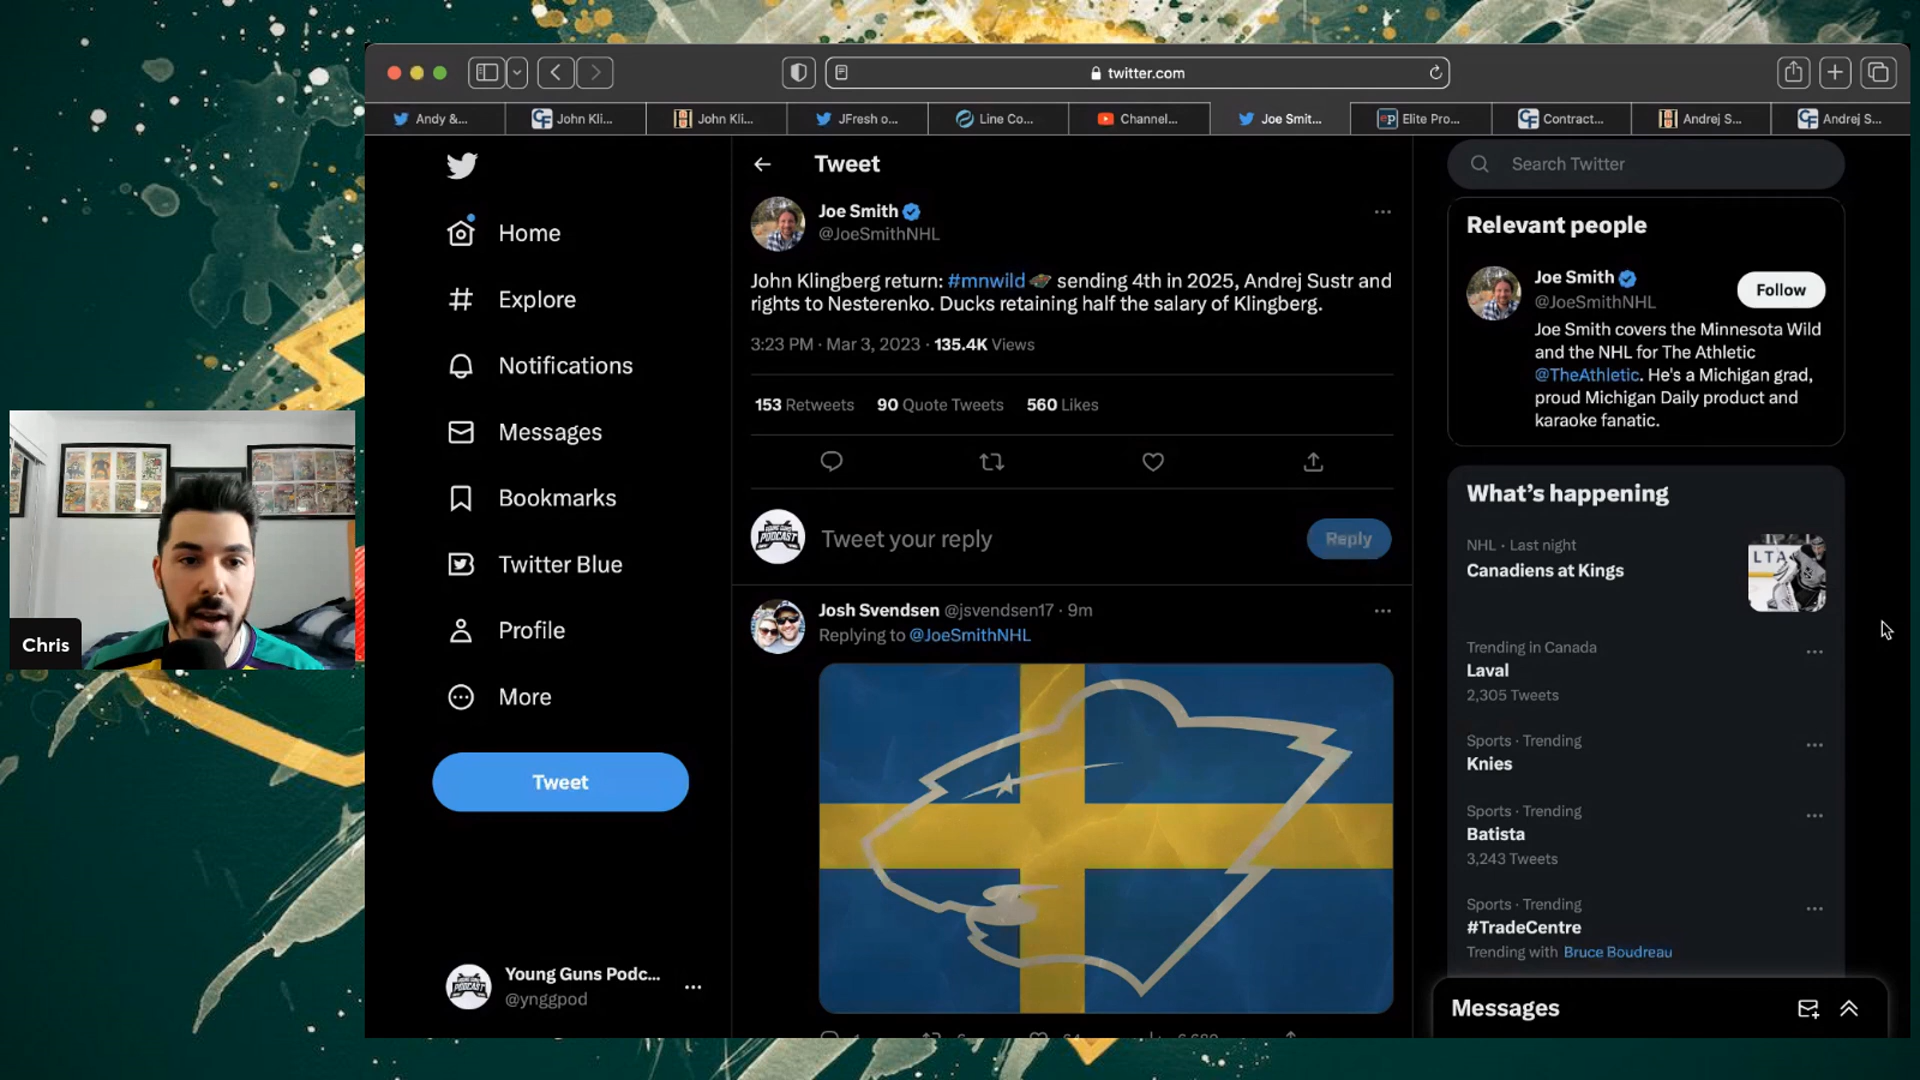 twitter.com
Andy &...
John Kli...
John Kli...
JFresh o...
Line Co...
Channel...
Joe Smit...
Elite Pro...
Contract...
Andrej S...
Andrej S...
Home
Explore
Notifications
Messages
Bookmarks
Twitter Blue
Profile
More
Tweet
Young Guns Podc...
@ynggpod
Tweet
Joe Smith
@JoeSmithNHL
John Klingberg return: #mnwild sending 4th in 2025, Andrej Sustr and
rights to Nesterenko. Ducks retaining half the salary of Klingberg.
3:23 PM · Mar 3, 2023 · 135.4K Views
153 Retweets 90 Quote Tweets 560 Likes
Tweet your reply
Reply
Josh Svendsen @jsvendsen17 · 9m
Replying to @JoeSmithNHL
Search Twitter
Relevant people
Joe Smith
@JoeSmithNHL
Follow
Joe Smith covers the Minnesota Wild
and the NHL for The Athletic
@TheAthletic. He's a Michigan grad,
proud Michigan Daily product and
karaoke fanatic.
What's happening
NHL · Last night
Canadiens at Kings
Trending in Canada
Laval
2,305 Tweets
Sports · Trending
Knies
Sports · Trending
Batista
3,243 Tweets
Sports · Trending
#TradeCentre
Trending with Bruce Boudreau
Messages
Chris